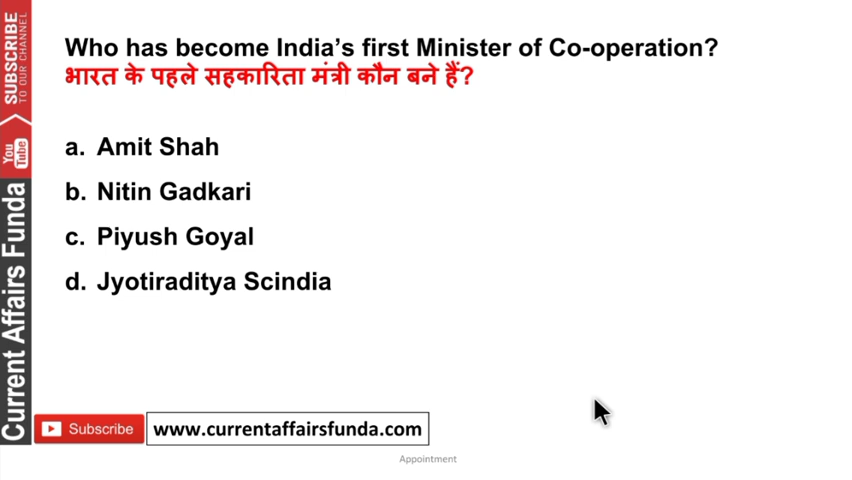 Who has become India's first Minister of Co-operation?
भारत के पहले सहकारिता मंत्री कौन बने हैं?
a. Amit Shah
b. Nitin Gadkari
c. Piyush Goyal
d. Jyotiraditya Scindia
SUBSCRIBE
TO OUR CHANNEL
You Tube
Current Affairs Funda
Subscribe
www.currentaffairsfunda.com
Appointment